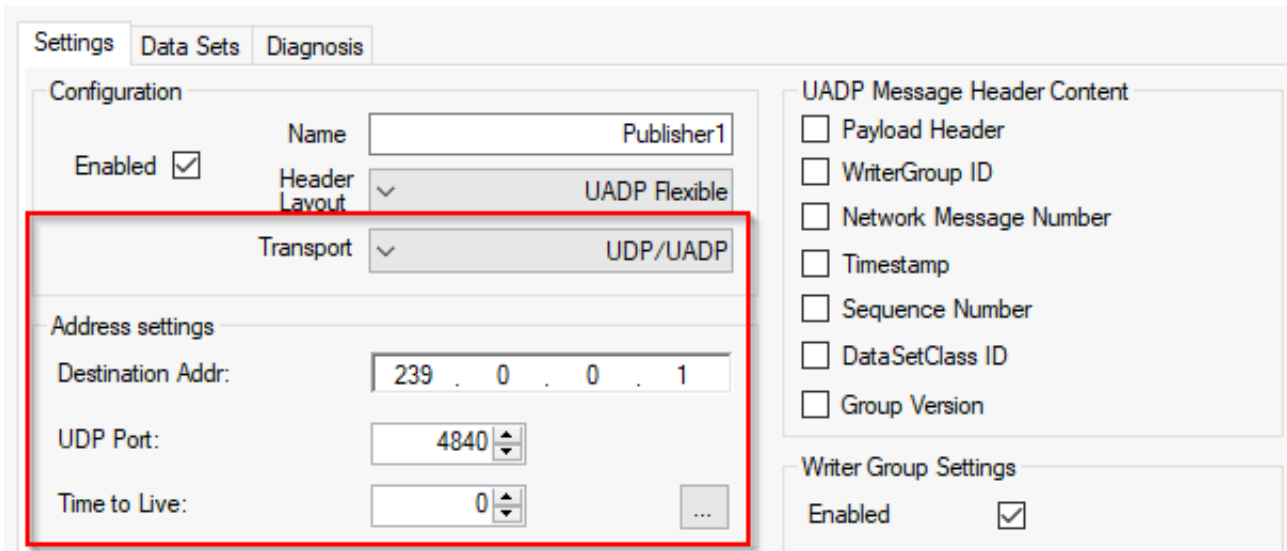 Settings Data Sets Diagnosis
Configuration
Name Publisher1
Enabled
Header
Layout
UADP Flexible
Transport UDP/UADP
Address settings
Destination Addr: 239 . 0 . 0 . 1
UDP Port: 4840
Time to Live: 0 ...
UADP Message Header Content
Payload Header
WriterGroup ID
Network Message Number
Timestamp
Sequence Number
DataSetClass ID
Group Version
Writer Group Settings
Enabled